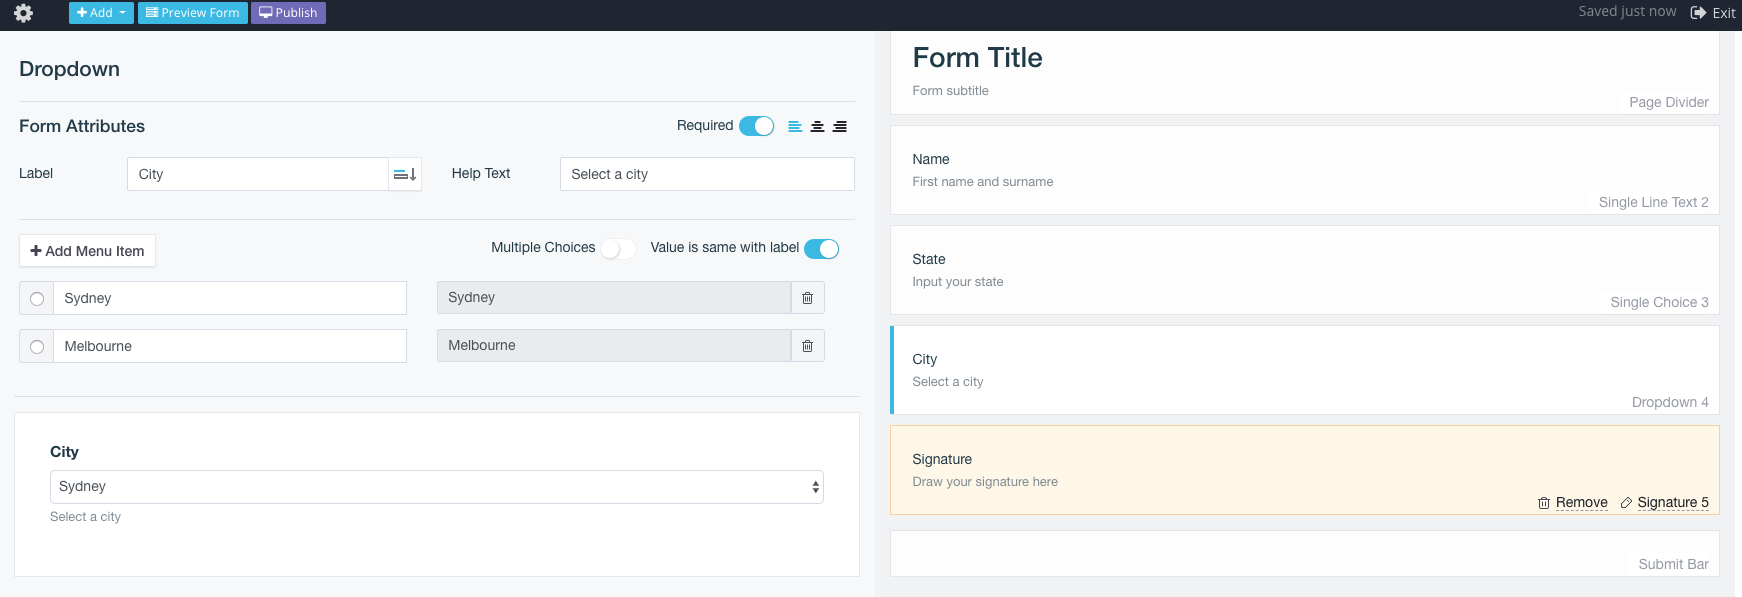 Add Preview Form Publish Saved just now Exit
Dropdown
Form Attributes Required
Label City Help Text Select a city
Add Menu Item Multiple Choices Value is same with label
Sydney Sydney
Melbourne Melbourne
City
Sydney
Select a city
Form Title
Form subtitle
Page Divider
Name
First name and surname
Single Line Text 2
State
Input your state
Single Choice 3
City
Select a city
Dropdown 4
Signature
Draw your signature here
Remove Signature 5
Submit Bar